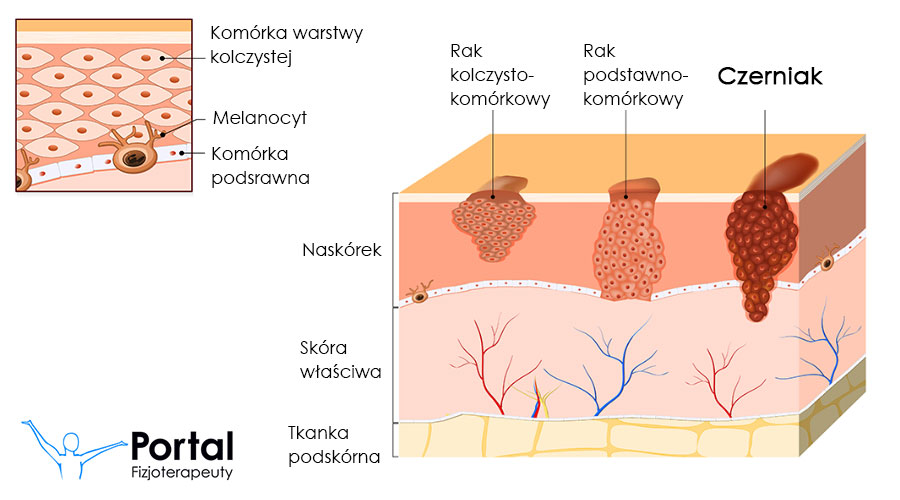 Komórka warstwy
kolczystej
Melanocyt
Komórka
podsrawna
Rak
kolczysto-
komórkowy
Rak
podstawno-
komórkowy
Czerniak
Naskórek
Skóra
właściwa
Tkanka
podskórna
Portal
Fizjoterapeuty